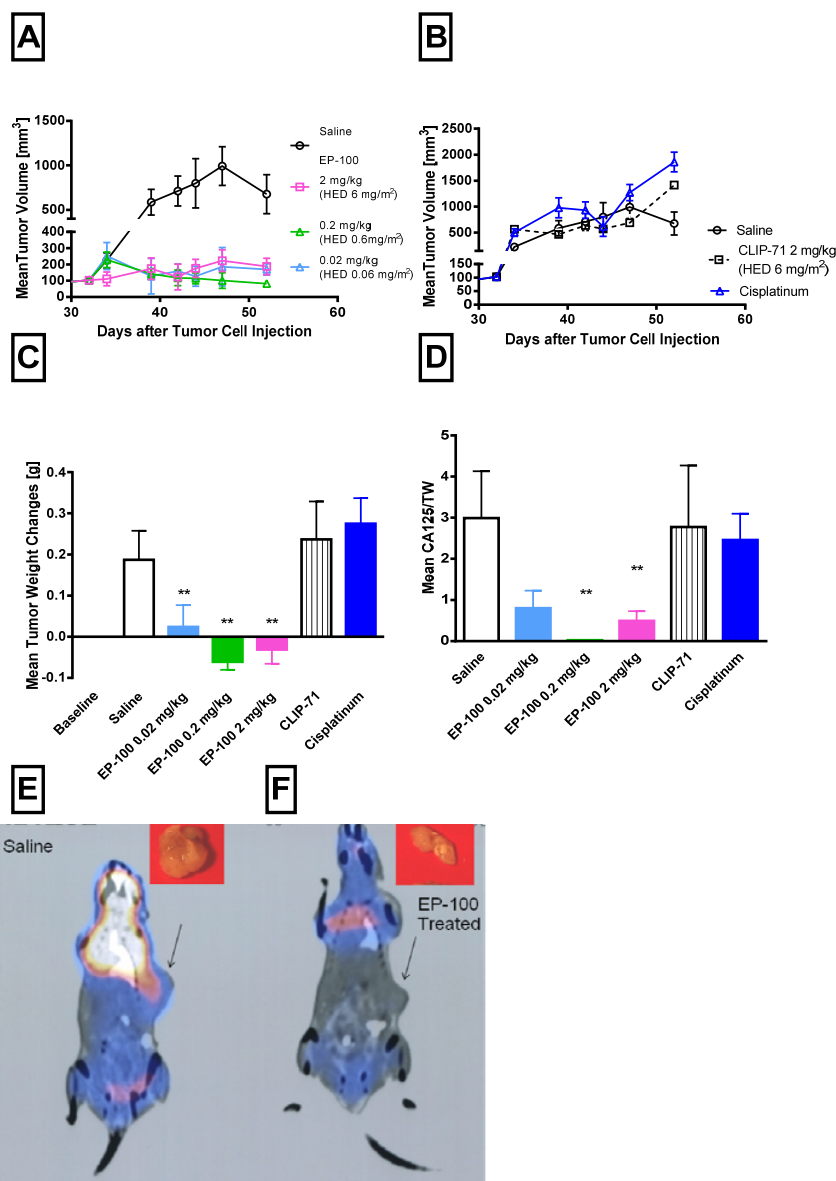 A
Mean Tumor Volume [mm³]
1500
1000
500
400
300
200
100
0
30
40
50
60
Days after Tumor Cell Injection
Saline
EP-100
2 mg/kg
(HED 6 mg/m²)
0.2 mg/kg
(HED 0.6mg/m²)
0.02 mg/kg
(HED 0.06 mg/m²)
B
Mean Tumor Volume [mm³]
2500
2000
1500
1000
500
150
100
50
0
30
40
50
60
Days after Tumor Cell Injection
Saline
CLIP-71 2 mg/kg
(HED 6 mg/m²)
Cisplatinum
C
Mean Tumor Weight Changes [g]
0.4
0.3
0.2
0.1
0.0
-0.1
**
**
**
Baseline
Saline
EP-100 0.02 mg/kg
EP-100 0.2 mg/kg
EP-100 2 mg/kg
CLIP-71
Cisplatinum
D
Mean CA125/TW
5
4
3
2
1
0
**
**
Saline
EP-100 0.02 mg/kg
EP-100 0.2 mg/kg
EP-100 2 mg/kg
CLIP-71
Cisplatinum
E
Saline
F
EP-100
Treated